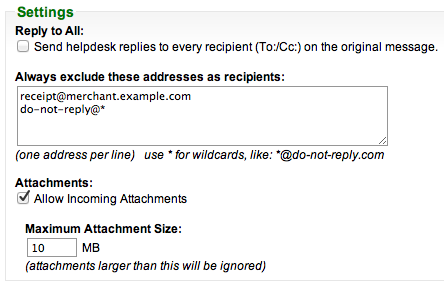 Settings
Reply to All:
Send helpdesk replies to every recipient (To:/Cc:) on the original message.
Always exclude these addresses as recipients:
receipt@merchant.example.com
do-not-reply@*
(one address per line) use * for wildcards, like: *@do-not-reply.com
Attachments:
Allow Incoming Attachments
Maximum Attachment Size:
10 MB
(attachments larger than this will be ignored)